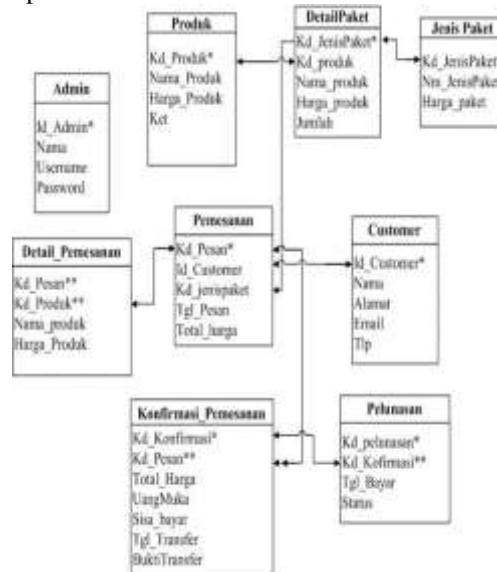 Produk
Kd_Produk*
Nama_Produk
Harga_Produk
Ket
DetailPaket
Kd_JenisPaket*
Kd_produk
Nama_produk
Harga_produk
Jumlah
Jenis Paket
Kd_JenisPaket
Nm_JenisPaket
Harga_paket
Admin
Id_Admin*
Nama
Username
Password
Pemesanan
Kd_Pesan*
Id_Customer
Kd_jenispaket
Tgl_Pesan
Total_harga
Customer
Id_Customer*
Nama
Alamat
Email
Tlp
Detail_Pemesanan
Kd_Pesan**
Kd_Produk**
Nama_produk
Harga_Produk
Konfirmasi_Pemesanan
Kd_Konfirmasi*
Kd_Pesan**
Total_Harga
UangMuka
Sisa_bayar
Tgl_Transfer
BuktiTransfer
Pelunasan
Kd_pelunasan*
Kd_Kofirmasi**
Tgl_Bayar
Status